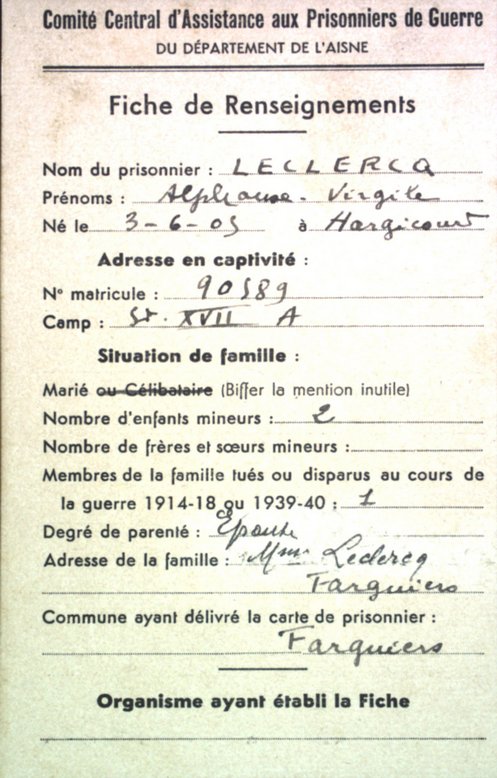 Comité Central d'Assistance aux Prisonniers de Guerre
DU DÉPARTEMENT DE L'AISNE
Fiche de Renseignements
Nom du prisonnier : LECLERCQ
Prénoms : Alphonse - Virgile
Né le 3-6-05 à Hargicourt
Adresse en captivité :
N° matricule : 90589
Camp : St. XVII A
Situation de famille :
Marié ou Célibataire (Biffer la mention inutile)
Nombre d'enfants mineurs : 2
Nombre de frères et sœurs mineurs :
Membres de la famille tués ou disparus au cours de
la guerre 1914-18 ou 1939-40 : 1
Degré de parenté : Epouse
Adresse de la famille : Mme Leclercq
Farguiers
Commune ayant délivré la carte de prisonnier :
Farguiers
Organisme ayant établi la Fiche